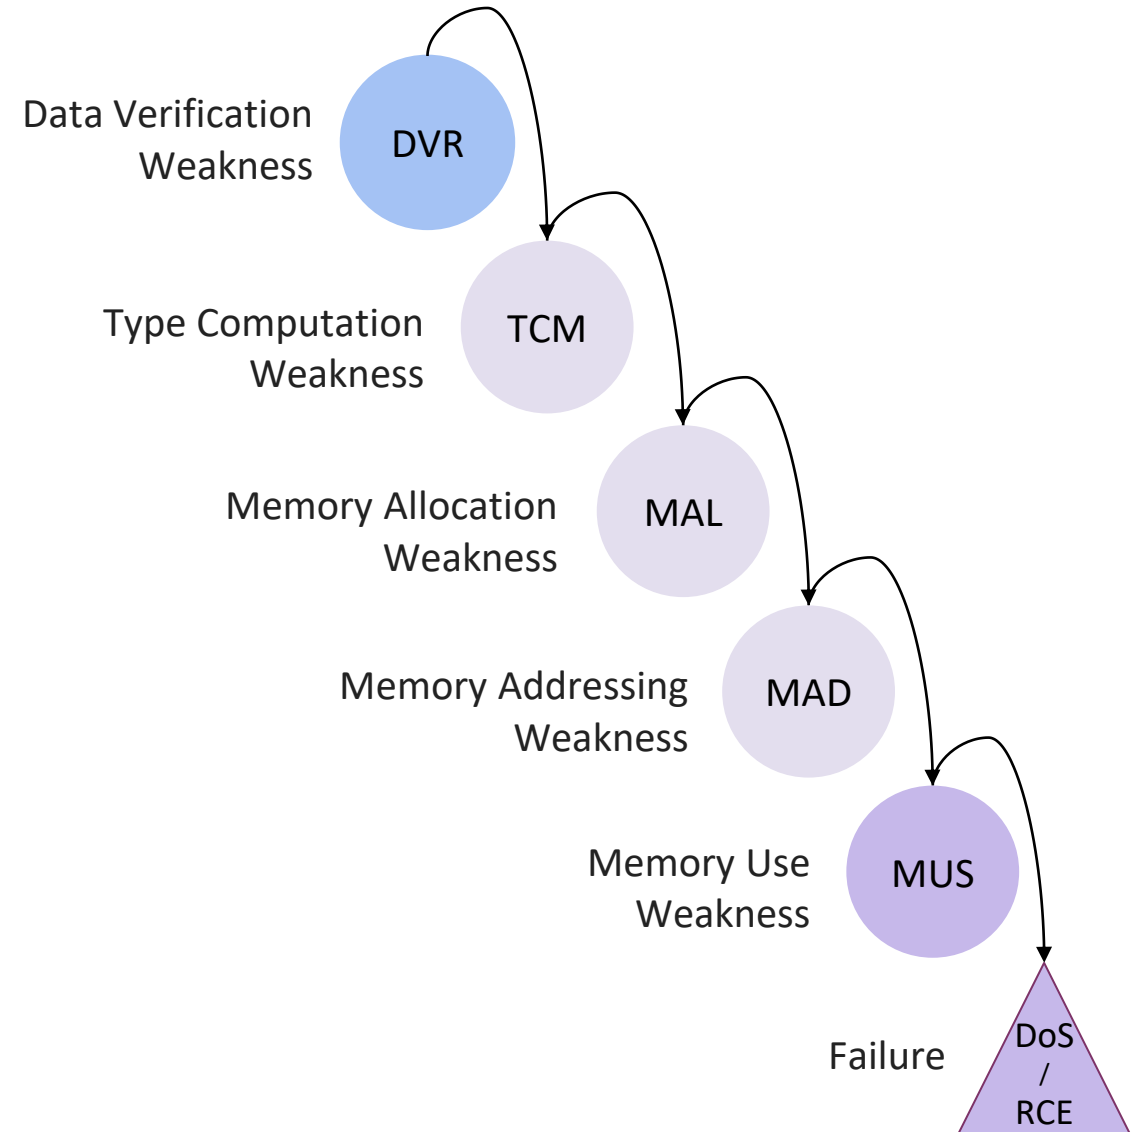 Data Verification
Weakness
DVR
Type Computation
Weakness
TCM
Memory Allocation
Weakness
MAL
Memory Addressing
Weakness
MAD
Memory Use
Weakness
MUS
Failure
DoS
/
RCE